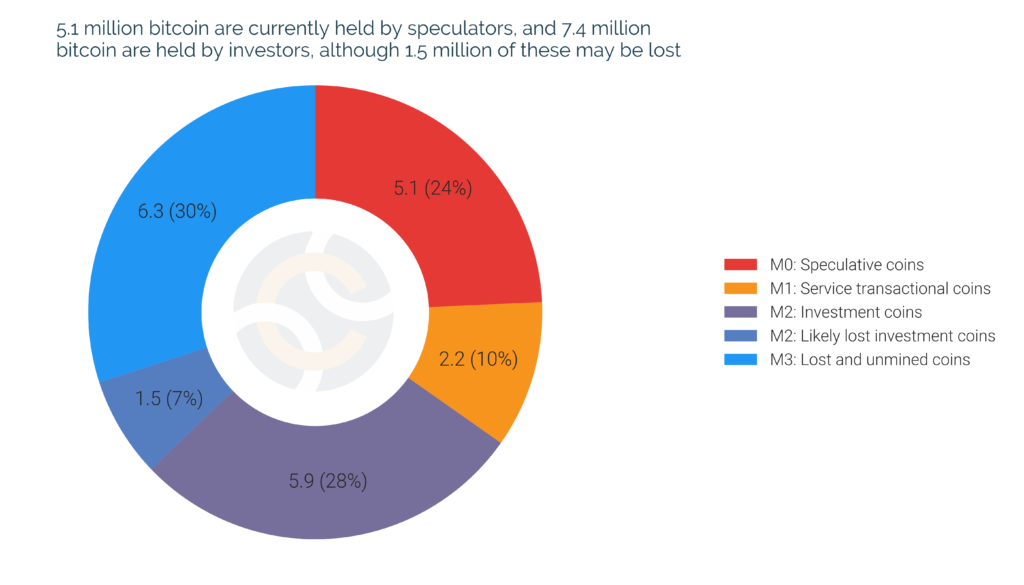 5.1 million bitcoin are currently held by speculators, and 7.4 million
bitcoin are held by investors, although 1.5 million of these may be lost
5.1 (24%)
6.3 (30%)
M0: Speculative coins
M1: Service transactional coins
M2: Investment coins
M2: Likely lost investment coins
M3: Lost and unmined coins
2.2 (10%)
1.5 (7%)
5.9 (28%)